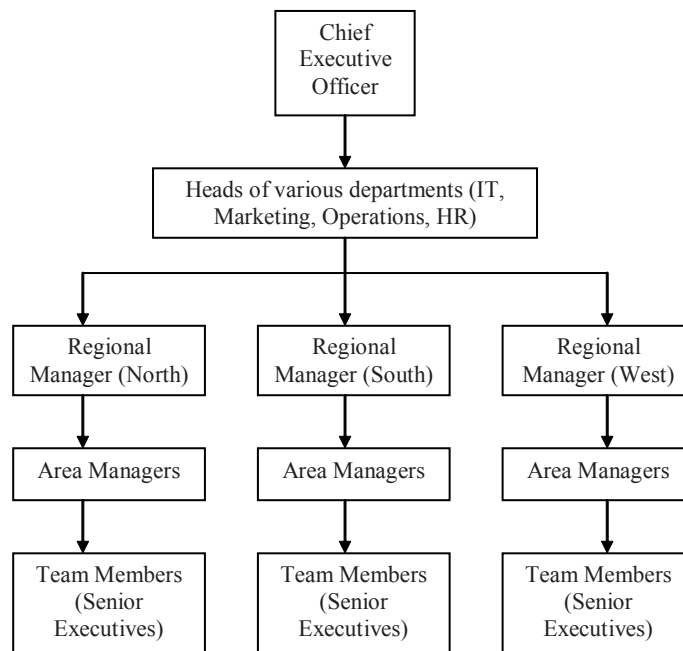 Chief
Executive
Officer
Heads of various departments (IT,
Marketing, Operations, HR)
Regional
Manager (North)
Regional
Manager (South)
Regional
Manager (West)
Area Managers
Area Managers
Area Managers
Team Members
(Senior
Executives)
Team Members
(Senior
Executives)
Team Members
(Senior
Executives)